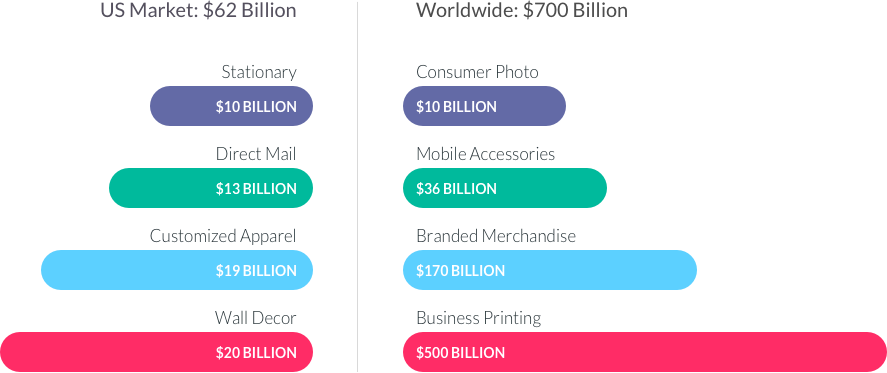 US Market: $62 Billion
Stationary
$10 BILLION
Direct Mail
$13 BILLION
Customized Apparel
$19 BILLION
Wall Decor
$20 BILLION
Worldwide: $700 Billion
Consumer Photo
$10 BILLION
Mobile Accessories
$36 BILLION
Branded Merchandise
$170 BILLION
Business Printing
$500 BILLION